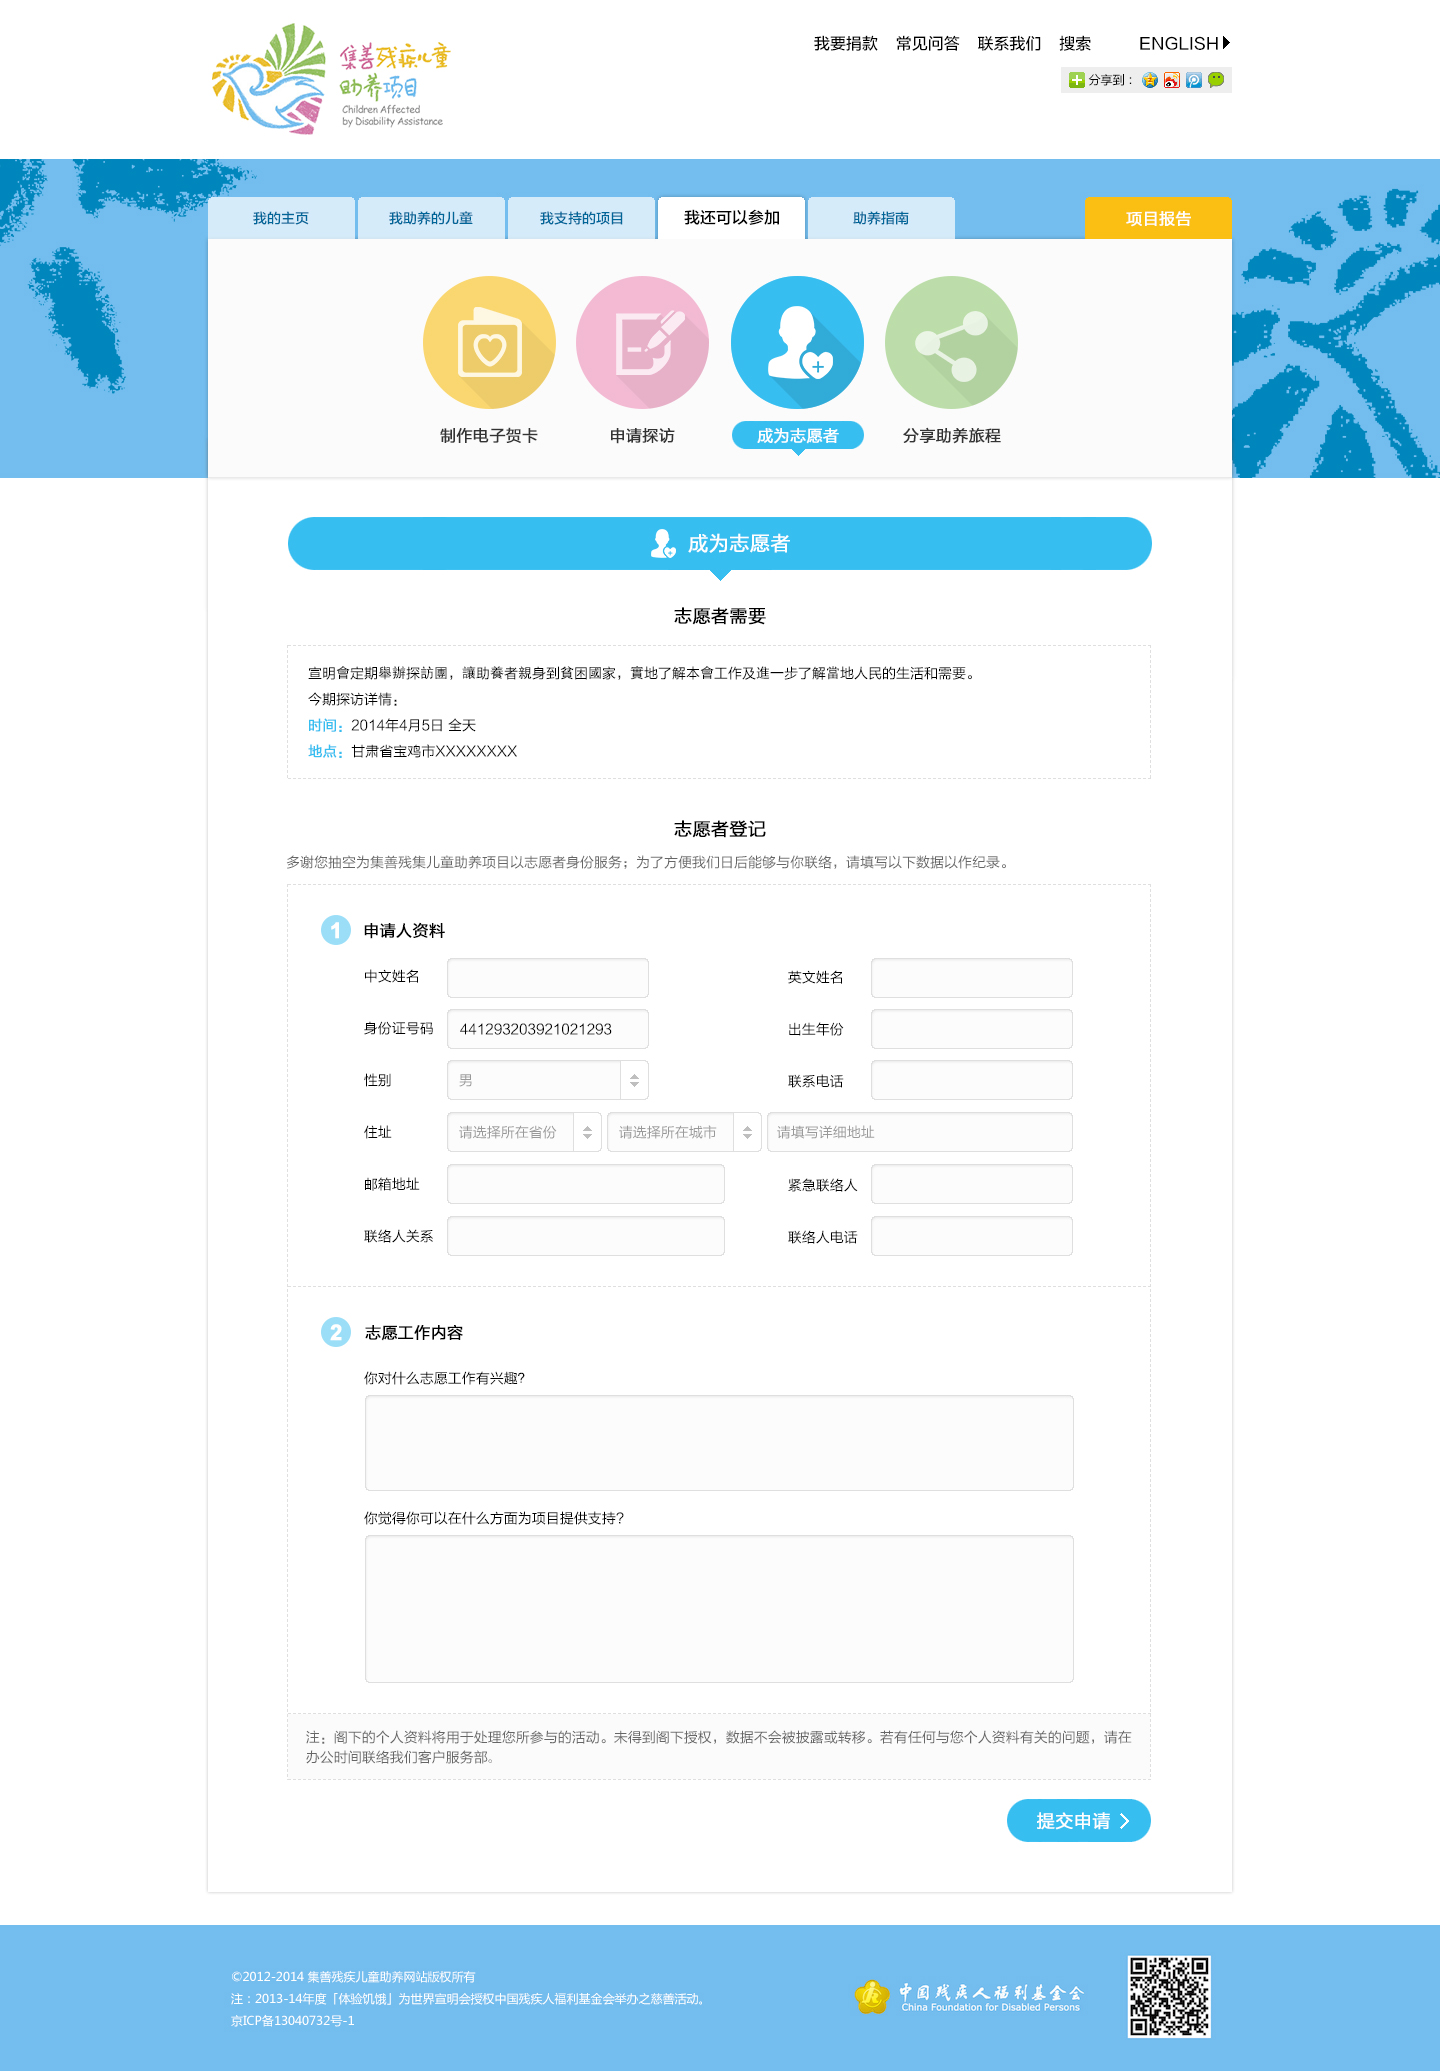 集善残疾儿童
助养项目
Children Affected
by Disability Assistance
我要捐款 常见问答 联系我们 搜索 ENGLISH
分享到：
我的主页 我助养的儿童 我支持的项目 我还可以参加 助养指南 项目报告
制作电子贺卡 申请探访 成为志愿者 分享助养旅程
成为志愿者
志愿者需要
宣明會定期舉辦探訪團，讓助養者親身到貧困國家，實地了解本會工作及進一步了解當地人民的生活和需要。
今期探访详情：
时间：2014年4月5日 全天
地点：甘肃省宝鸡市XXXXXXXX
志愿者登记
多谢您抽空为集善残集儿童助养项目以志愿者身份服务；为了方便我们日后能够与你联络，请填写以下数据以作纪录。
1 申请人资料
中文姓名 英文姓名
身份证号码 441293203921021293 出生年份
性别 男 联系电话
住址 请选择所在省份 请选择所在城市 请填写详细地址
邮箱地址 紧急联络人
联络人关系 联络人电话
2 志愿工作内容
你对什么志愿工作有兴趣?
你觉得你可以在什么方面为项目提供支持?
注：阁下的个人资料将用于处理您所参与的活动。未得到阁下授权，数据不会被披露或转移。若有任何与您个人资料有关的问题，请在
办公时间联络我们客户服务部。
提交申请
©2012-2014 集善残疾儿童助养网站版权所有
注：2013-14年度「体验饥饿」为世界宣明会授权中国残疾人福利基金会举办之慈善活动。
京ICP备13040732号-1
中国残疾人福利基金会
China Foundation for Disabled Persons